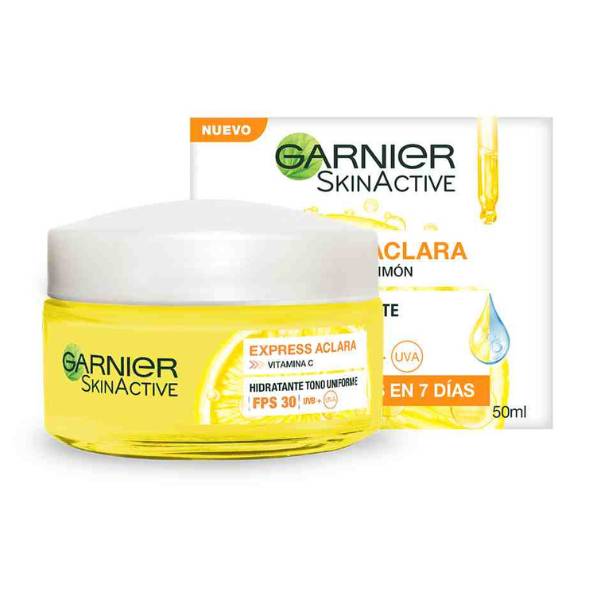 NUEVO
GARNIER
SKINACTIVE
ACLARA
IMÓN
TE
UVA
S EN 7 DÍAS
50ml
GARNIER
SKINACTIVE
EXPRESS ACLARA
VITAMINA C
HIDRATANTE TONO UNIFORME
FPS 30 UVB + UVA